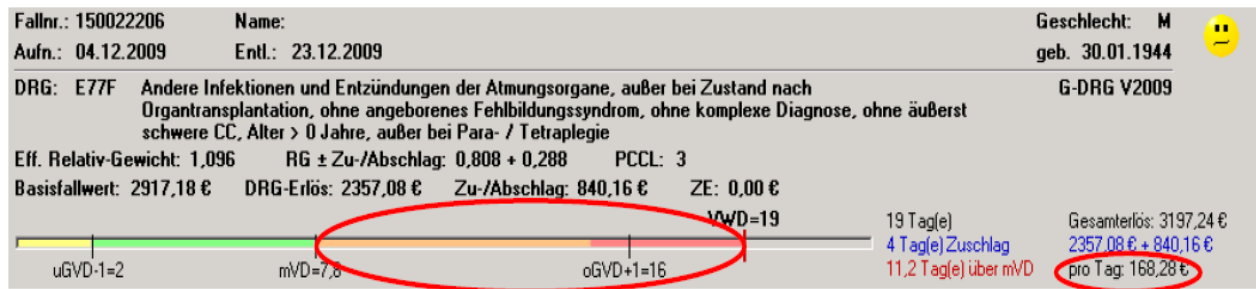 Fallnr.: 150022206 Name: Geschlecht: M
Aufn.: 04.12.2009 Entl.: 23.12.2009 geb. 30.01.1944
DRG: E77F Andere Infektionen und Entzündungen der Atmungsorgane, außer bei Zustand nach G-DRG V2009
Organtransplantation, ohne angeborenes Fehlbildungssyndrom, ohne komplexe Diagnose, ohne äußerst
schwere CC, Alter > 0 Jahre, außer bei Para- / Tetraplegie
Eff. Relativ-Gewicht: 1,096 RG ± Zu-/Abschlag: 0,808 + 0,288 PCCL: 3
Basisfallwert: 2917,18 € DRG-Erlös: 2357,08 € Zu-/Abschlag: 840,16 € ZE: 0,00 €
VWD=19 19 Tag(e) Gesamterlös: 3197,24 €
4 Tag(e) Zuschlag 2357,08 € + 840,16 €
uGVD-1=2 mVD=7,8 oGVD+1=16 11,2 Tag(e) über mVD pro Tag: 168,28 €